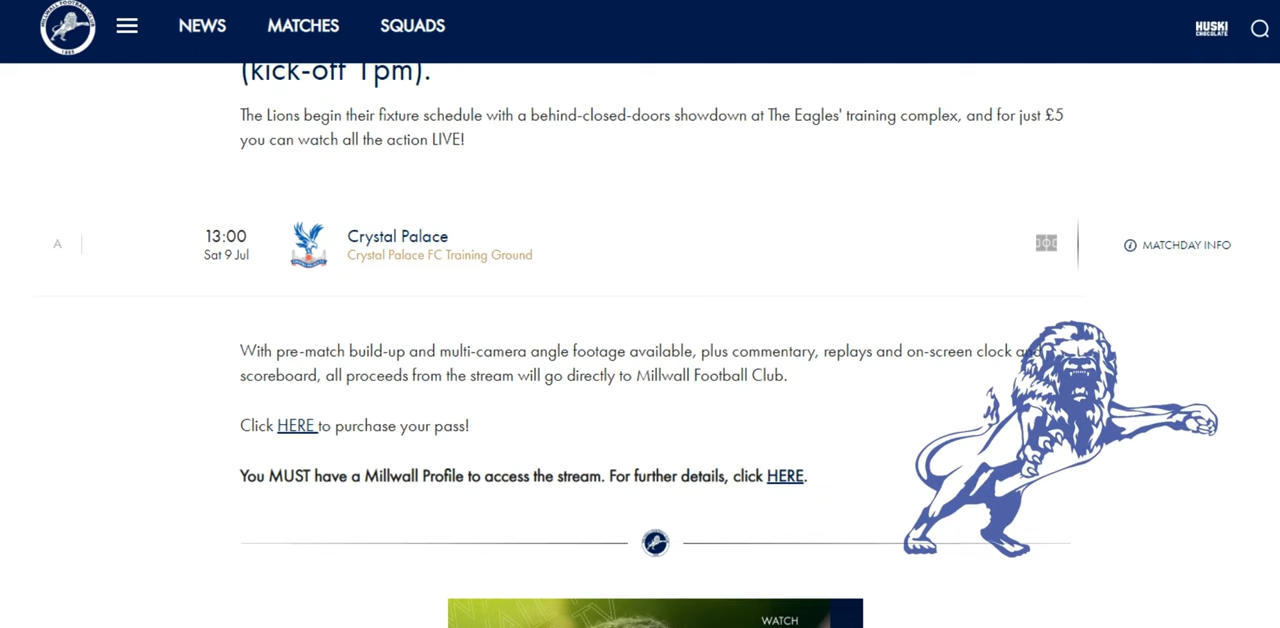 MILLWALL FOOTBALL CLUB
1885
NEWS
MATCHES
SQUADS
HUSKI
CHOCOLATE
(kick-off 1pm).
The Lions begin their fixture schedule with a behind-closed-doors showdown at The Eagles' training complex, and for just £5
you can watch all the action LIVE!
A
13:00
Sat 9 Jul
Crystal Palace
Crystal Palace FC Training Ground
MATCHDAY INFO
With pre-match build-up and multi-camera angle footage available, plus commentary, replays and on-screen clock and
scoreboard, all proceeds from the stream will go directly to Millwall Football Club.
Click HERE to purchase your pass!
You MUST have a Millwall Profile to access the stream. For further details, click HERE.
WATCH